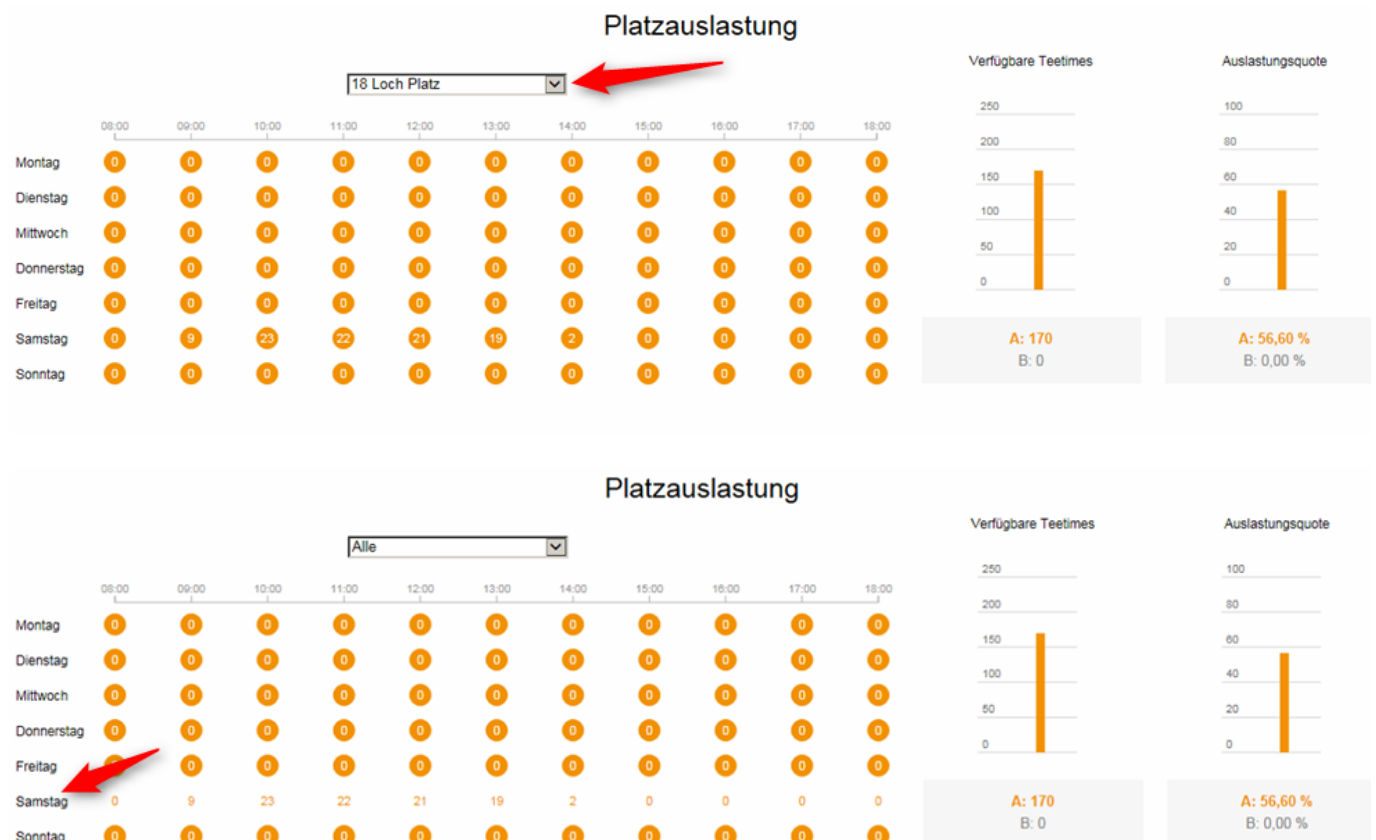 Platzauslastung
Verfügbare Teetimes
Auslastungsquote
18 Loch Platz
250
100
08:00 09:00 10:00 11:00 12:00 13:00 14:00 15:00 16:00 17:00 18:00
200
80
Montag 0 0 0 0 0 0 0 0 0 0 0
150
60
Dienstag 0 0 0 0 0 0 0 0 0 0 0
100
40
Mittwoch 0 0 0 0 0 0 0 0 0 0 0
50
20
Donnerstag 0 0 0 0 0 0 0 0 0 0 0
0
0
Freitag 0 0 0 0 0 0 0 0 0 0 0
Samstag 0 9 23 22 21 19 2 0 0 0 0
A: 170
A: 56,60 %
B: 0
B: 0,00 %
Sonntag 0 0 0 0 0 0 0 0 0 0 0
Platzauslastung
Verfügbare Teetimes
Auslastungsquote
Alle
250
100
08:00 09:00 10:00 11:00 12:00 13:00 14:00 15:00 16:00 17:00 18:00
200
80
Montag 0 0 0 0 0 0 0 0 0 0 0
150
60
Dienstag 0 0 0 0 0 0 0 0 0 0 0
100
40
Mittwoch 0 0 0 0 0 0 0 0 0 0 0
50
20
Donnerstag 0 0 0 0 0 0 0 0 0 0 0
0
0
Freitag 0 0 0 0 0 0 0 0 0 0
Samstag 0 9 23 22 21 19 2 0 0 0 0
A: 170
A: 56,60 %
B: 0
B: 0,00 %
Sonntag 0 0 0 0 0 0 0 0 0 0 0